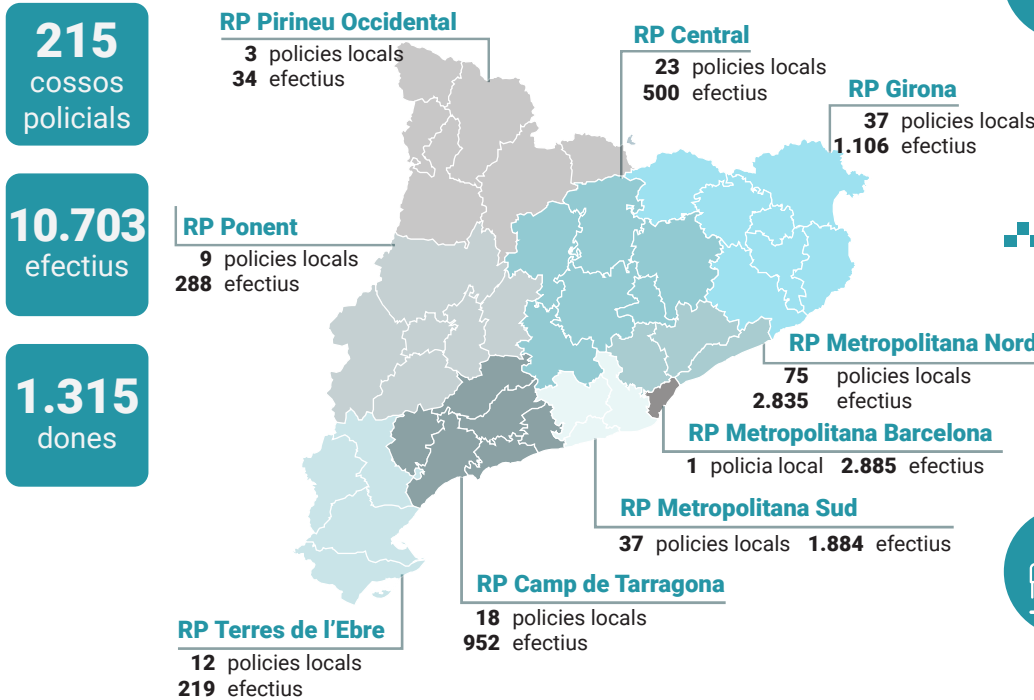 215
cossos
policials
10.703
efectius
1.315
dones
RP Pirineu Occidental
3 policies locals
34 efectius
RP Central
23 policies locals
500 efectius
RP Girona
37 policies locals
1.106 efectius
RP Ponent
9 policies locals
288 efectius
RP Metropolitana Nord
75 policies locals
2.835 efectius
RP Metropolitana Barcelona
1 policia local 2.885 efectius
RP Metropolitana Sud
37 policies locals 1.884 efectius
RP Camp de Tarragona
18 policies locals
952 efectius
RP Terres de l'Ebre
12 policies locals
219 efectius